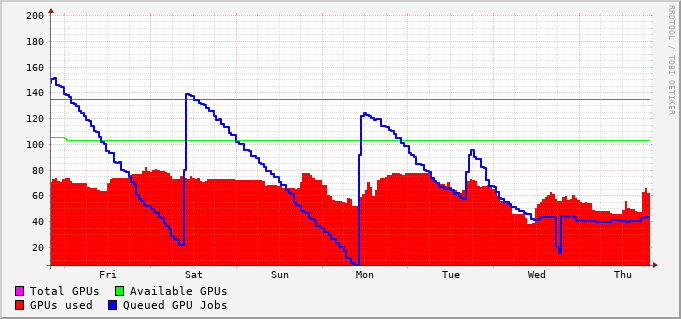 200
180
160
140
120
100
80
60
40
20
Fri Sat Sun Mon Tue Wed Thu
Total GPUs Available GPUs
GPUs used Queued GPU Jobs
RRDTOOL / TOBI OETIKER